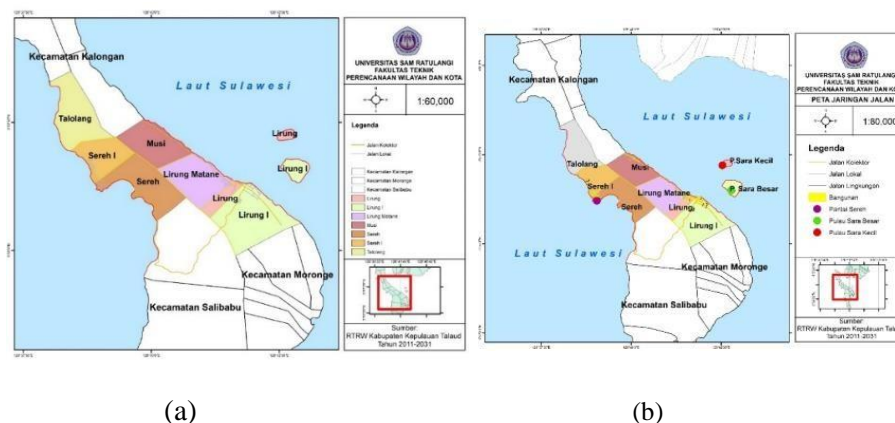 Kecamatan Kalongan
Laut Sulawesi
Talolang
Musi
Sereh I
Sereh
Lirung Matane
Lirung
Lirung I
Lirung
Lirung I
Kecamatan Moronge
Kecamatan Salibabu
UNIVERSITAS SAM RATULANGI
FAKULTAS TEKNIK
PERENCANAAN WILAYAH DAN KOTA
1:60,000
Legenda
Jalan Kolektor
Jalan Lokal
Kecamatan Kalongan
Kecamatan Moronge
Kecamatan Salibabu
Lirung
Lirung I
Lirung Matane
Musi
Sereh
Sereh I
Talolang
Sumber:
RTRW Kabupaten Kepulauan Talaud
Tahun 2011-2031
(a)
Kecamatan Kalongan
Laut Sulawesi
Talolang
Musi
Sereh I
Sereh
Lirung Matane
Lirung
Lirung I
P.Sara Kecil
P. Sara Besar
Laut Sulawesi
Kecamatan Moronge
Kecamatan Salibabu
UNIVERSITAS SAM RATULANGI
FAKULTAS TEKNIK
PERENCANAAN WILAYAH DAN KOT
PETA JARINGAN JALAN
1:80,000
Legenda
Jalan Kolektor
Jalan Lokal
Jalan Lingkungan
Bangunan
Pantai Sereh
Pulau Sara Besar
Pulau Sara Kecil
Sumber:
RTRW Kabupaten Kepulauan Talau
Tahun 2011-2031
(b)